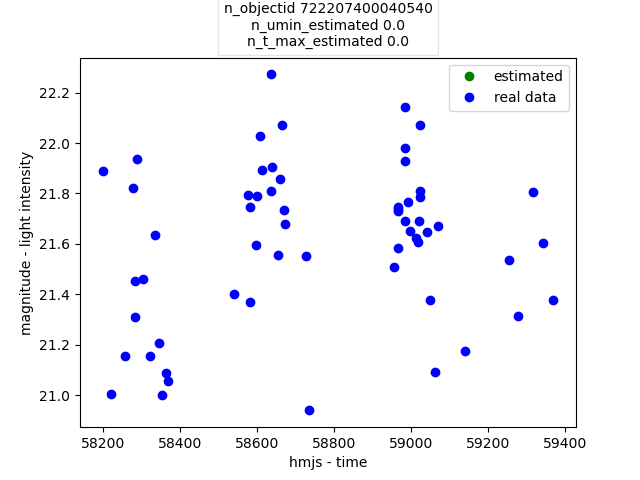 n_objectid 722207400040540
n_umin_estimated 0.0
n_t_max_estimated 0.0
estimated
real data
magnitude - light intensity
22.2
22.0
21.8
21.6
21.4
21.2
21.0
58200 58400 58600 58800 59000 59200 59400
hmjs - time